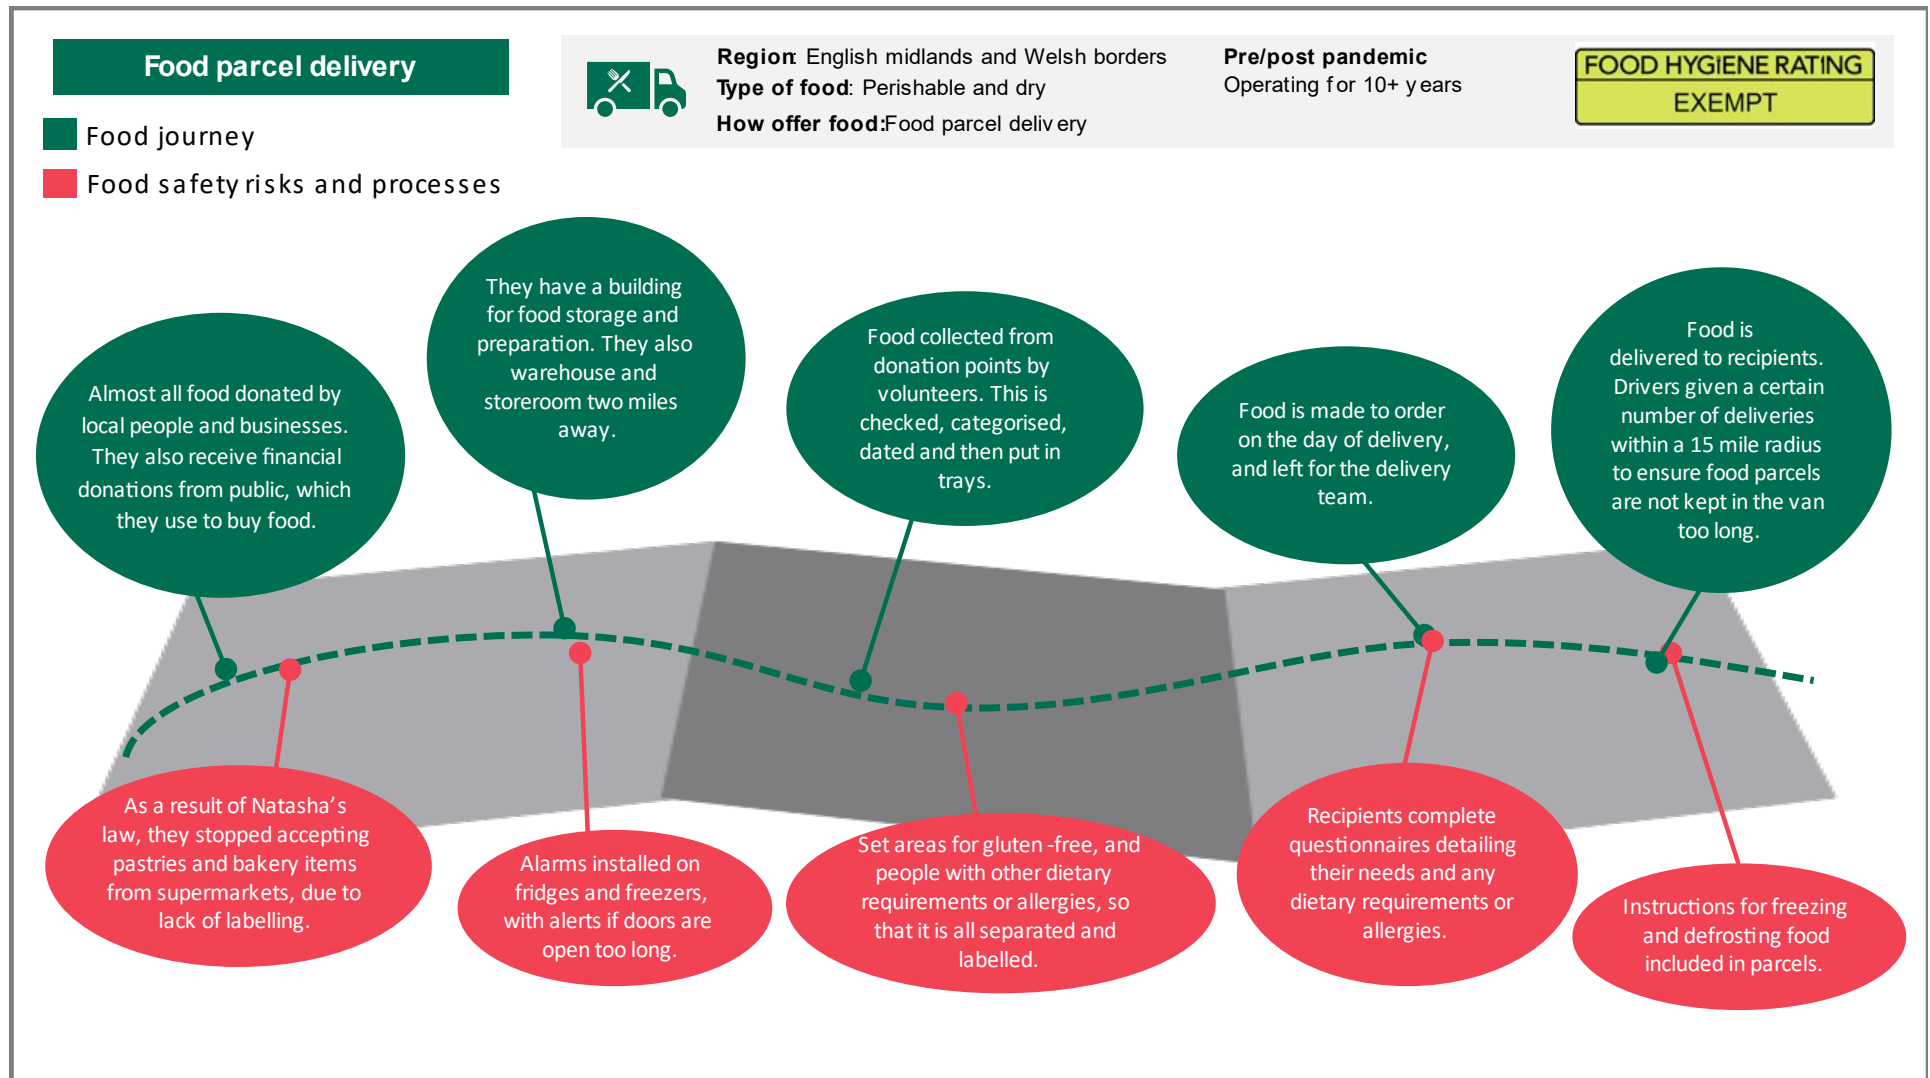 Food parcel delivery
Food journey
Food safety risks and processes
Region: English midlands and Welsh borders
Type of food: Perishable and dry
How offer food:Food parcel delivery
Pre/post pandemic
Operating for 10+ years
FOOD HYGIENE RATING
EXEMPT
Almost all food donated by
local people and businesses.
They also receive financial
donations from public, which
they use to buy food.
They have a building
for food storage and
preparation. They also
warehouse and
storeroom two miles
away.
Food collected from
donation points by
volunteers. This is
checked, categorised,
dated and then put in
trays.
Food is made to order
on the day of delivery,
and left for the delivery
team.
Food is
delivered to recipients.
Drivers given a certain
number of deliveries
within a 15 mile radius
to ensure food parcels
are not kept in the van
too long.
As a result of Natasha's
law, they stopped accepting
pastries and bakery items
from supermarkets, due to
lack of labelling.
Alarms installed on
fridges and freezers,
with alerts if doors are
open too long.
Set areas for gluten -free, and
people with other dietary
requirements or allergies, so
that it is all separated and
labelled.
Recipients complete
questionnaires detailing
their needs and any
dietary requirements or
allergies.
Instructions for freezing
and defrosting food
included in parcels.